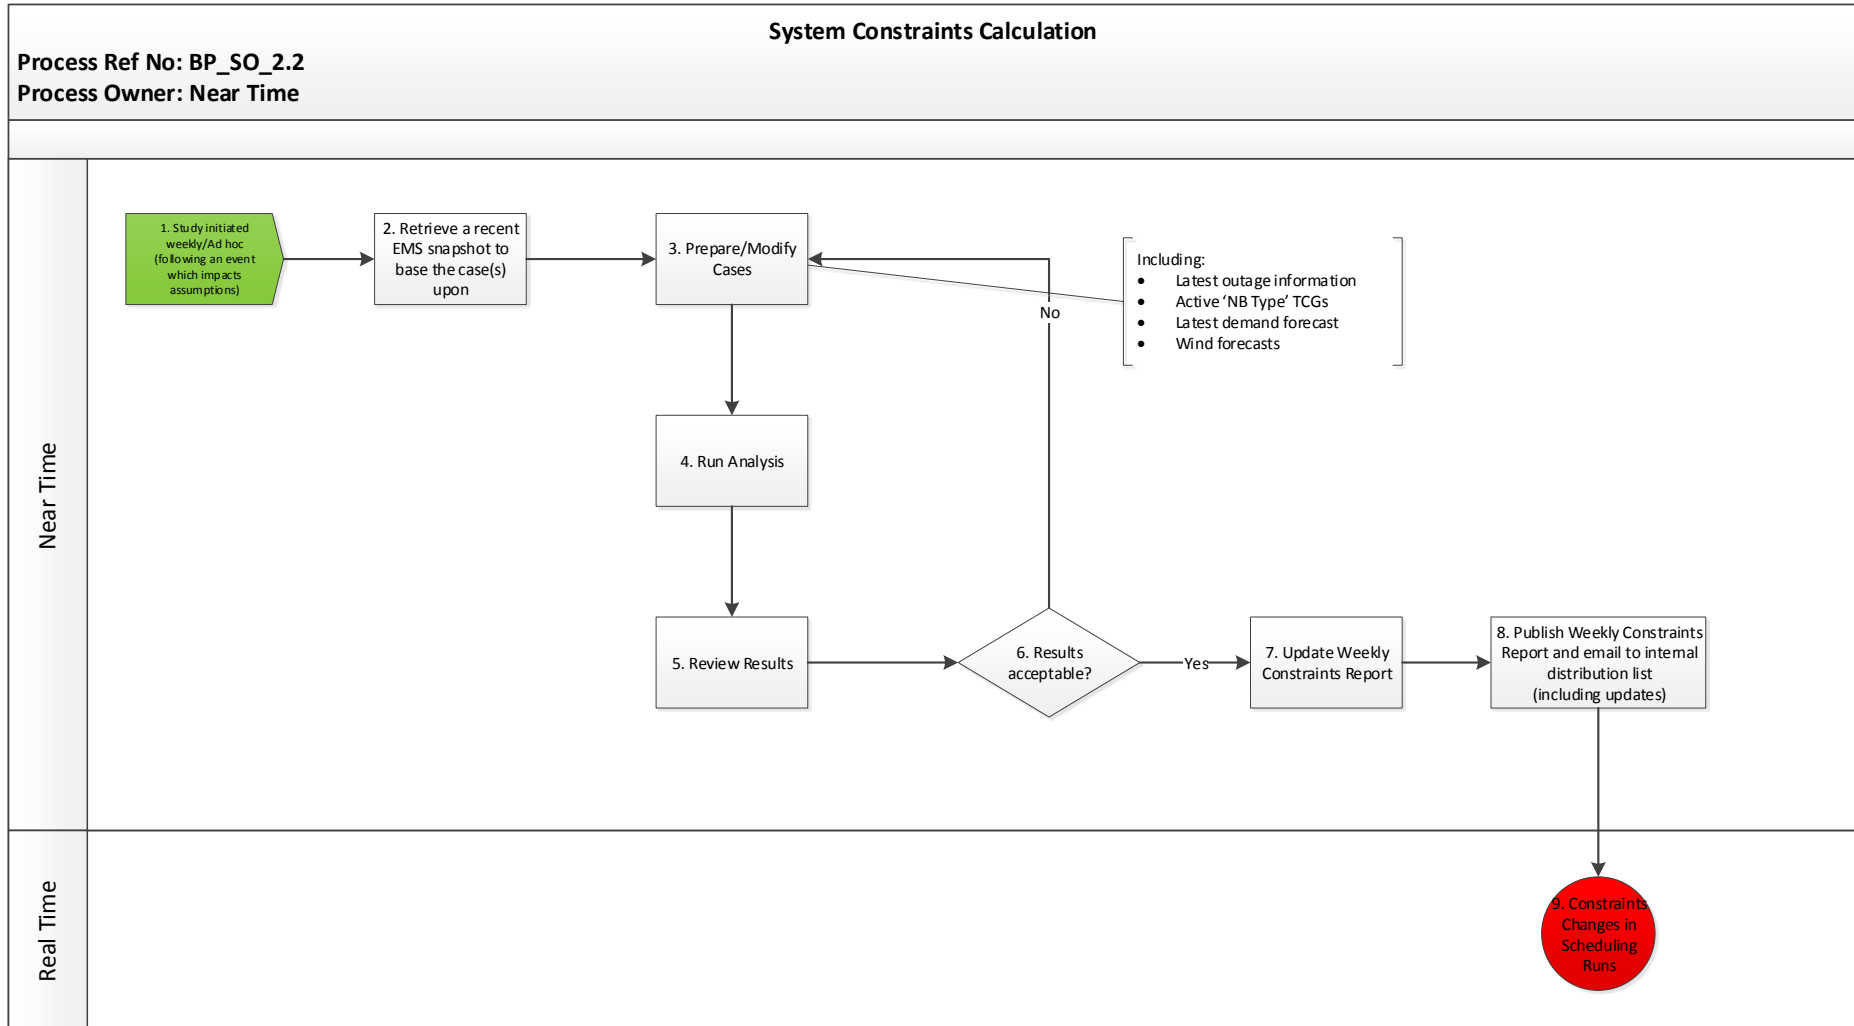 System Constraints Calculation
Process Ref No: BP_SO_2.2
Process Owner: Near Time
Near Time
1. Study initiated
weekly/Ad hoc
(following an event
which impacts
assumptions)
2. Retrieve a recent
EMS snapshot to
base the case(s)
upon
3. Prepare/Modify
Cases
Including:
• Latest outage information
• Active ‘NB Type’ TCGs
• Latest demand forecast
• Wind forecasts
No
4. Run Analysis
5. Review Results
6. Results
acceptable?
Yes
7. Update Weekly
Constraints Report
8. Publish Weekly Constraints
Report and email to internal
distribution list
(including updates)
Real Time
9. Constraints
Changes in
Scheduling
Runs